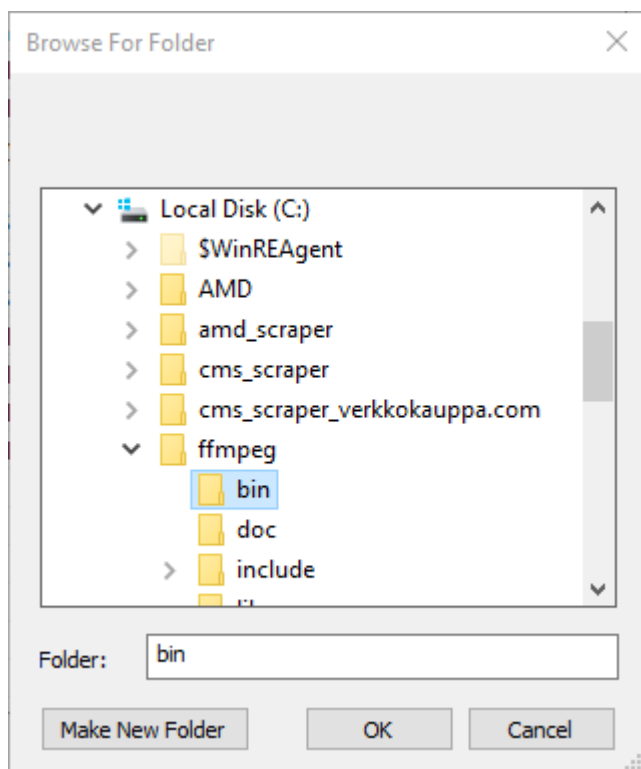 Browse For Folder
Local Disk (C:)
$WinREAgent
AMD
amd_scraper
cms_scraper
cms_scraper_verkkokauppa.com
ffmpeg
bin
doc
include
Folder: bin
Make New Folder OK Cancel